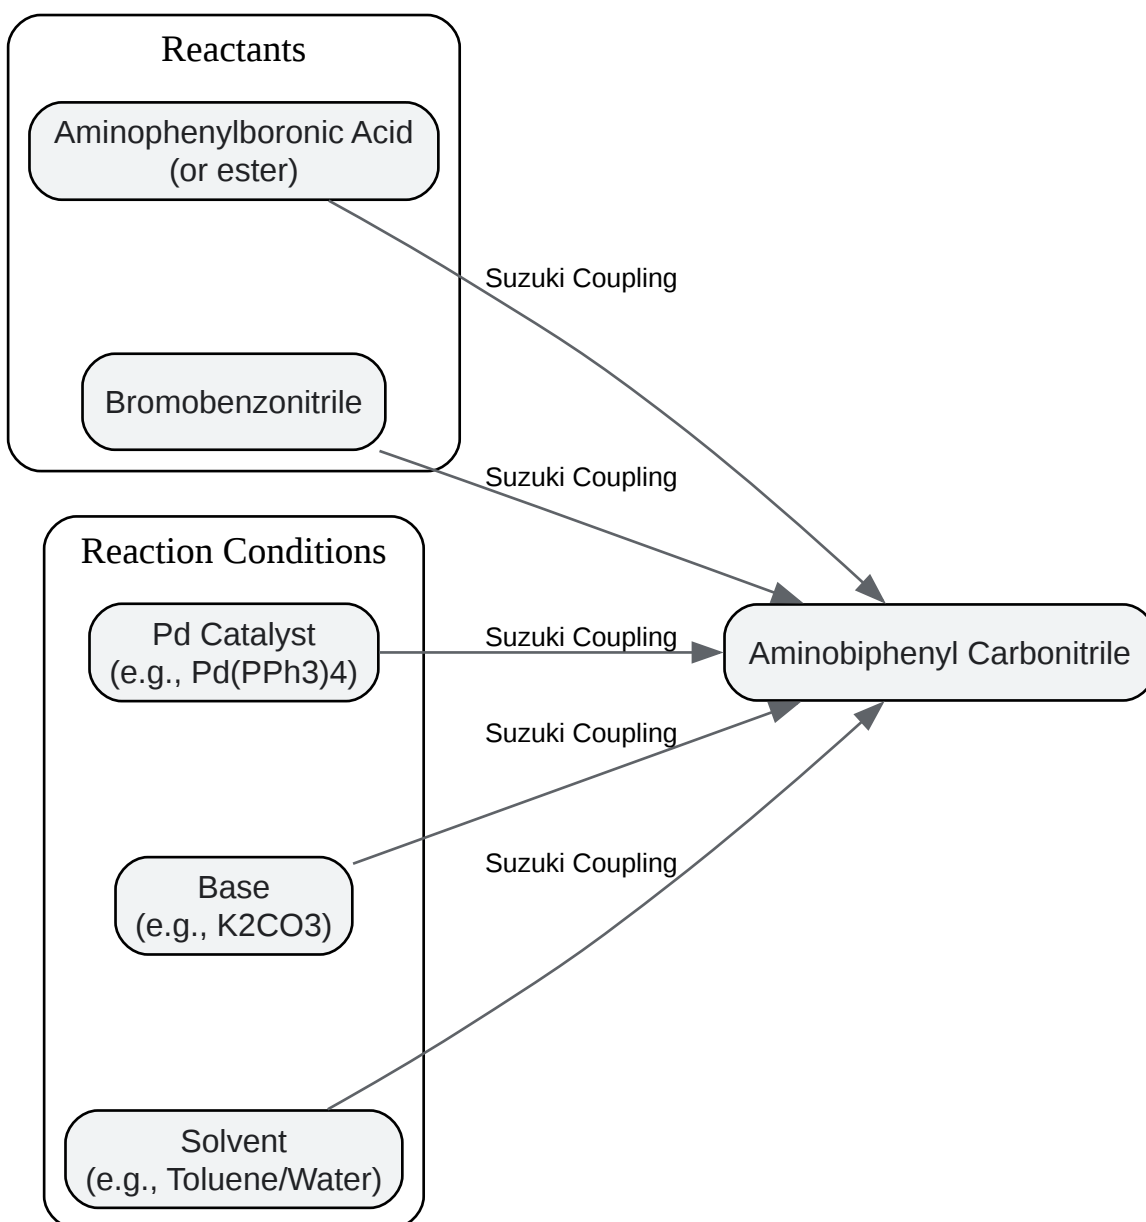 Reactants
Aminophenylboronic Acid
(or ester)
Suzuki Coupling
Bromobenzonitrile
Suzuki Coupling
Reaction Conditions
Pd Catalyst
(e.g., Pd(PPh3)4)
Suzuki Coupling
Aminobiphenyl Carbonitrile
Suzuki Coupling
Base
(e.g., K2CO3)
Suzuki Coupling
Solvent
(e.g., Toluene/Water)